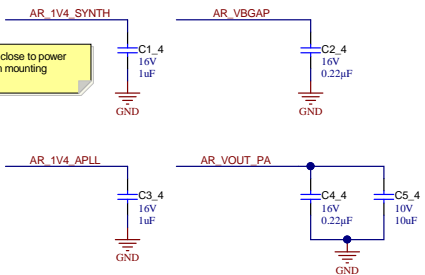 AR_1V4_SYNTH
AR_VBGAP
close to power
mounting
C1_4
16V
1uF
GND
C2_4
16V
0.22µF
GND
AR_1V4_APLL
AR_VOUT_PA
C3_4
16V
1uF
GND
C4_4
16V
0.22µF
C5_4
10V
10uF
GND